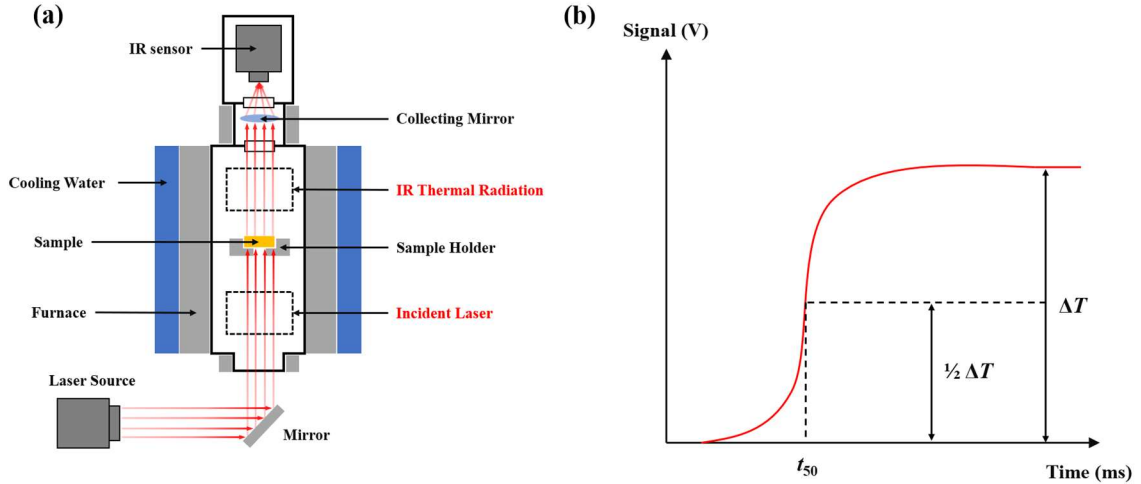 (a)
IR sensor
Collecting Mirror
Cooling Water
IR Thermal Radiation
Sample
Sample Holder
Furnace
Incident Laser
Laser Source
Mirror
(b)
Signal (V)
ΔT
½ ΔT
t50
Time (ms)